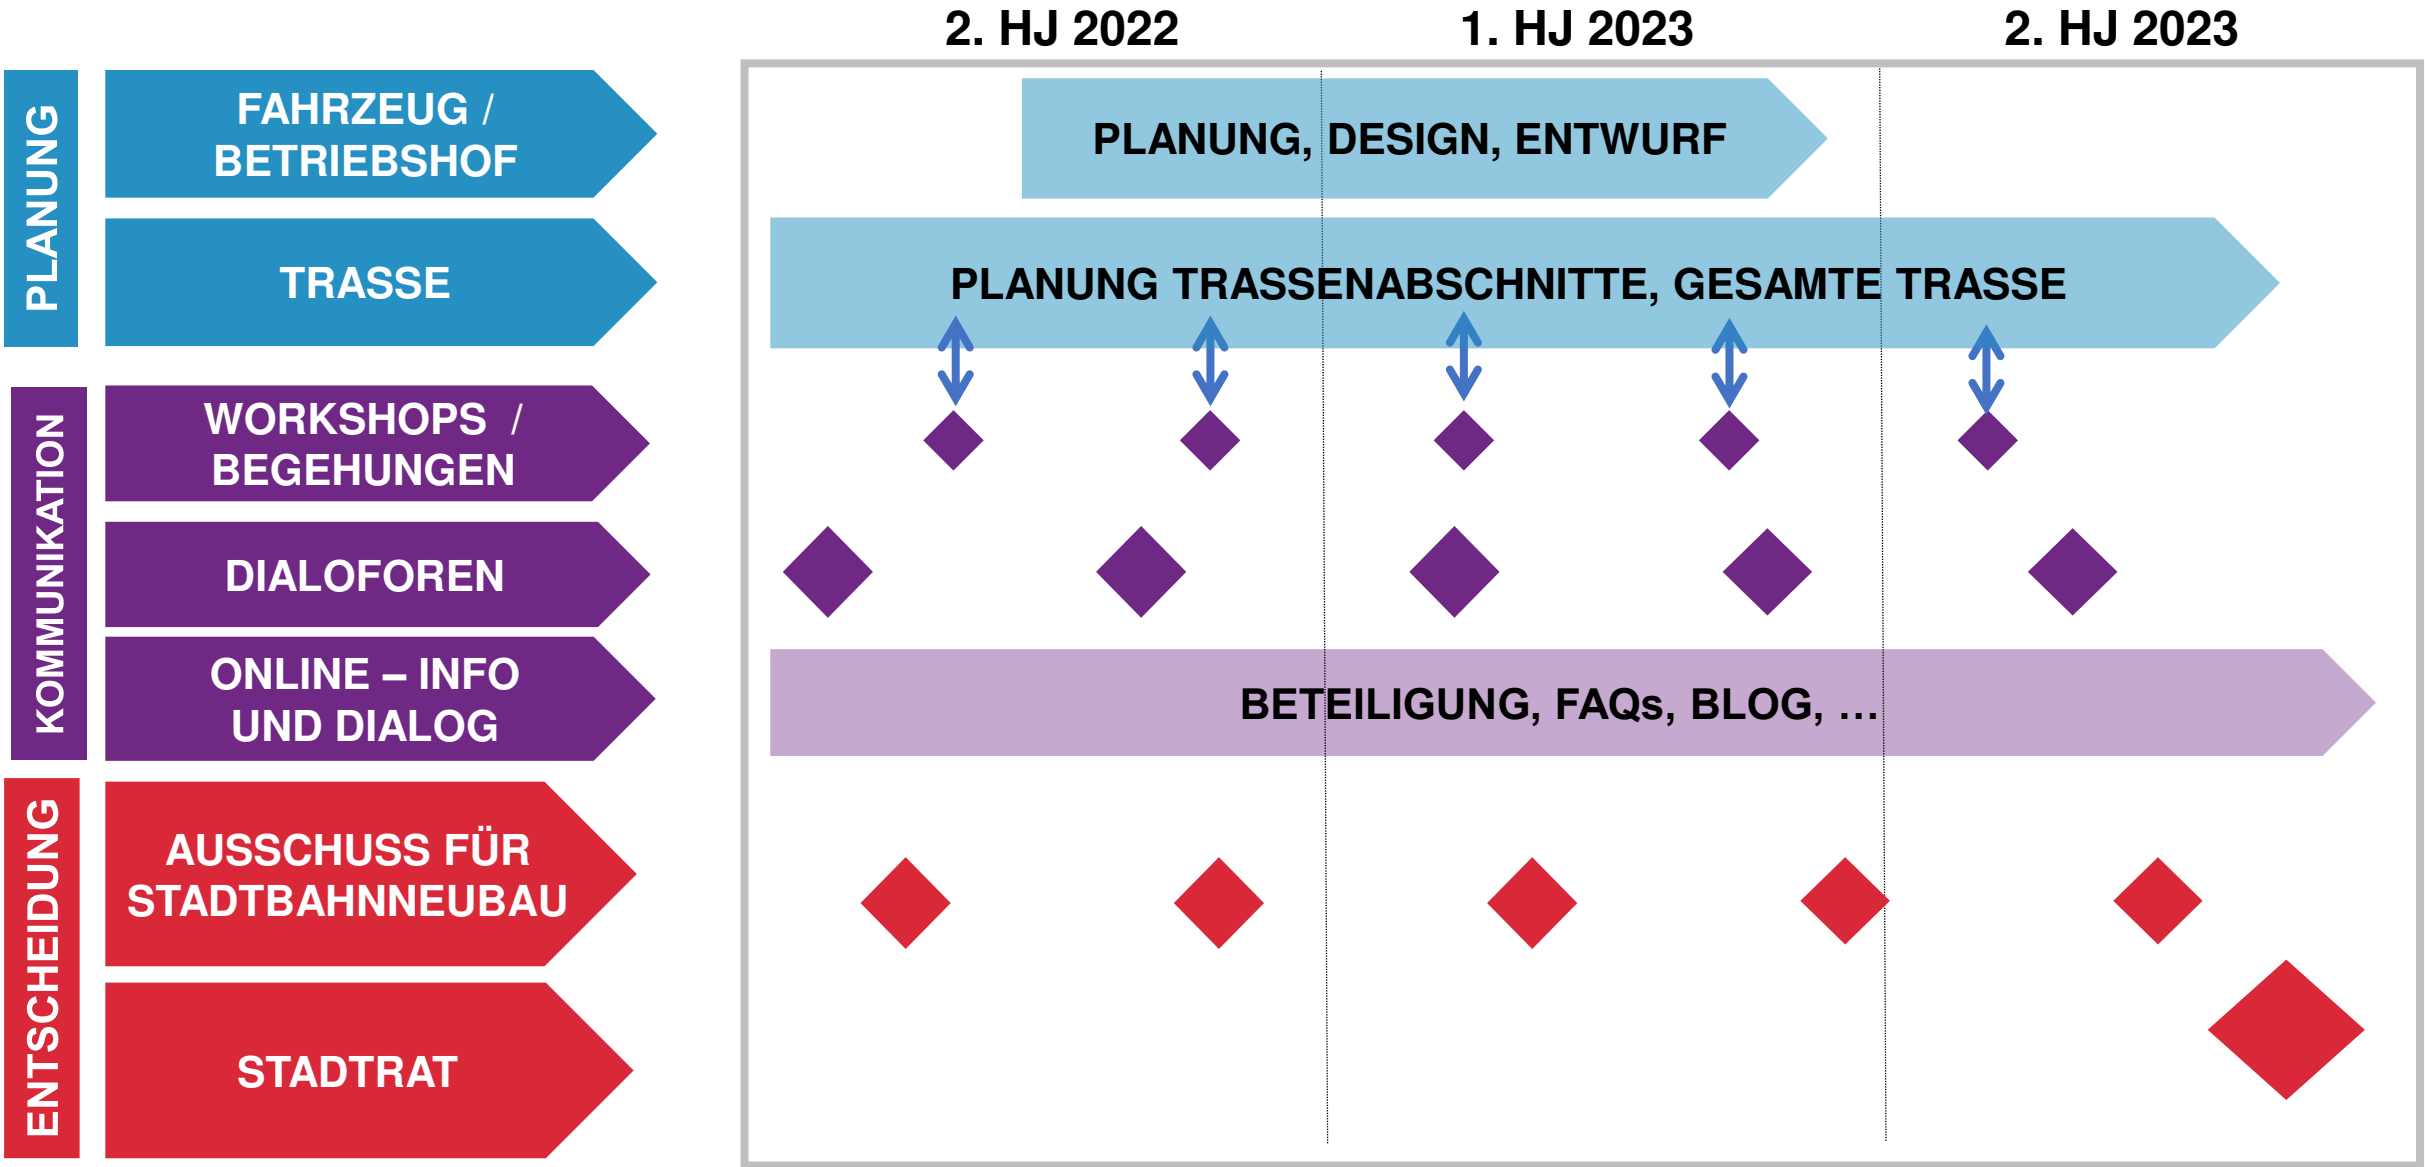 2. HJ 2022
1. HJ 2023
2. HJ 2023
PLANUNG
FAHRZEUG /
BETRIEBSHOF
PLANUNG, DESIGN, ENTWURF
TRASSE
PLANUNG TRASSENABSCHNITTE, GESAMTE TRASSE
KOMMUNIKATION
WORKSHOPS /
BEGEHUNGEN
DIALOFOREN
ONLINE – INFO
UND DIALOG
BETEILIGUNG, FAQs, BLOG, …
ENTSCHEIDUNG
AUSSCHUSS FÜR
STADTBAHNNEUBAU
STADTRAT